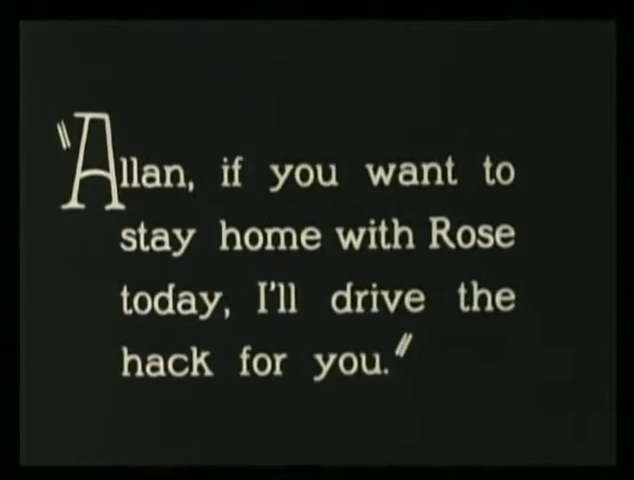 "Allan, if you want to
stay home with Rose
today, I'll drive the
hack for you."